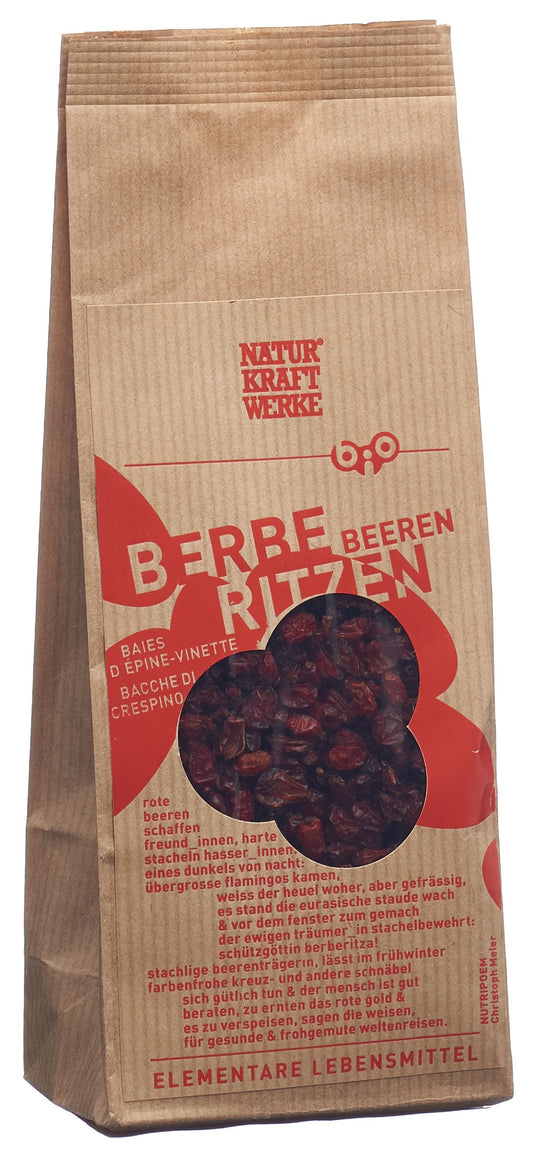 NATUR®
KRAFT
WERKE
bio
BERBE BEEREN
RITZEN
BAIES
D'ÉPINE-VINETTE
BACCHE DI
CRESPINO
rote
beeren
schaffen
freund_innen, harte
stacheln hasser_innen,
eines dunkels von nacht:
übergrosse flamingos kamen,
weiss der heuel woher, aber gefrässig,
es stand die eurasische staude wach
& vor dem fenster zum gemach
der ewigen träumer_in stachelbewehrt:
schützgöttin berberitza!
stachlige beerenträgerin, lässt im frühwinter
farbenfrohe kreuz- und andere schnäbel
sich gütlich tun & der mensch ist gut
beraten, zu ernten das rote gold &
es zu verspeisen, sagen die weisen,
für gesunde & frohgemute weltenreisen.
NUTRIPOEM
Christoph Meier
ELEMENTARE LEBENSMITTEL